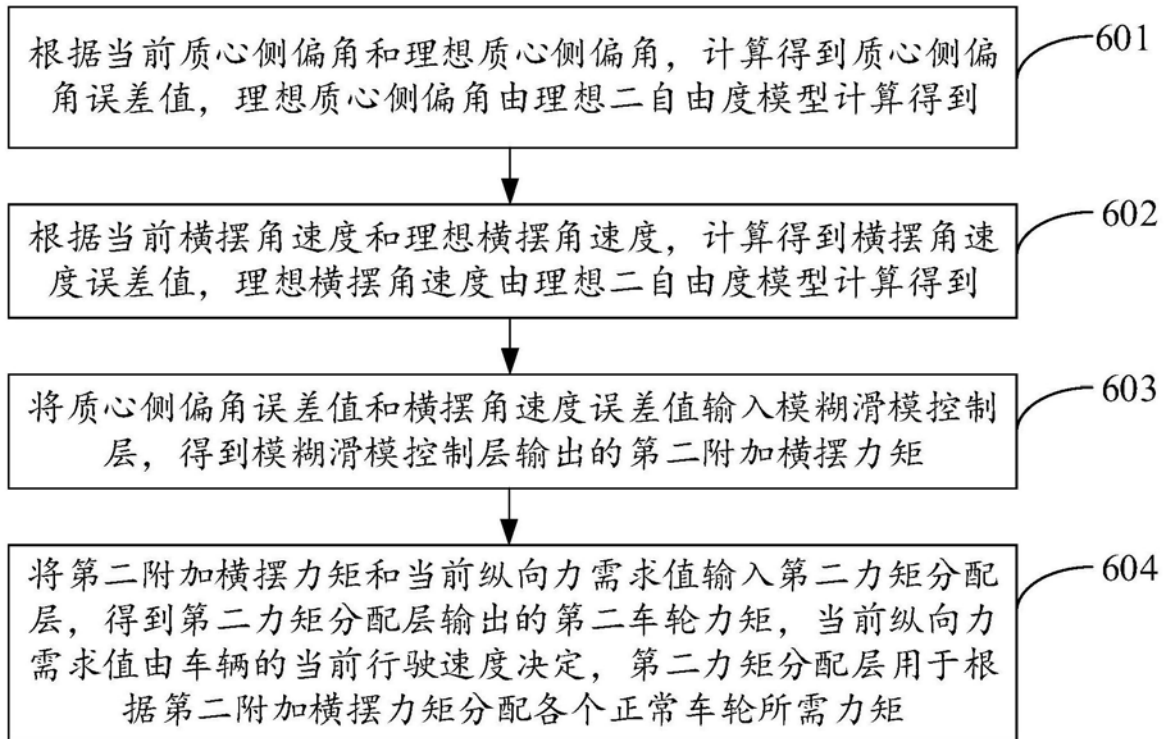 根据当前质心侧偏角和理想质心侧偏角，计算得到质心侧偏
角误差值，理想质心侧偏角由理想二自由度模型计算得到
601
根据当前横摆角速度和理想横摆角速度，计算得到横摆角速
度误差值，理想横摆角速度由理想二自由度模型计算得到
602
将质心侧偏角误差值和横摆角速度误差值输入模糊滑模控制
层，得到模糊滑模控制层输出的第二附加横摆力矩
603
将第二附加横摆力矩和当前纵向力需求值输入第二力矩分配
层，得到第二力矩分配层输出的第二车轮力矩，当前纵向力
需求值由车辆的当前行驶速度决定，第二力矩分配层用于根
据第二附加横摆力矩分配各个正常车轮所需力矩
604